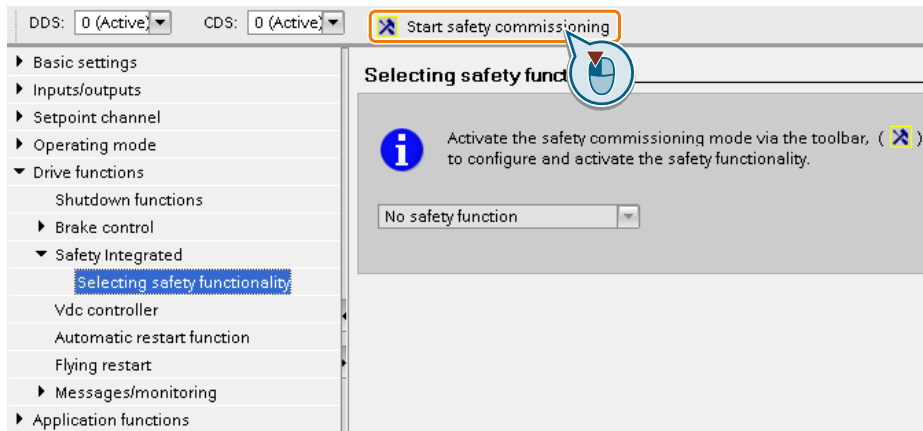 DDS: 0 (Active) CDS: 0 (Active) Start safety commissioning
Basic settings
Inputs/outputs
Setpoint channel
Operating mode
Drive functions
Shutdown functions
Brake control
Safety Integrated
Selecting safety functionality
Vdc controller
Automatic restart function
Flying restart
Messages/monitoring
Application functions
Selecting safety funct
Activate the safety commissioning mode via the toolbar, ( )
to configure and activate the safety functionality.
No safety function